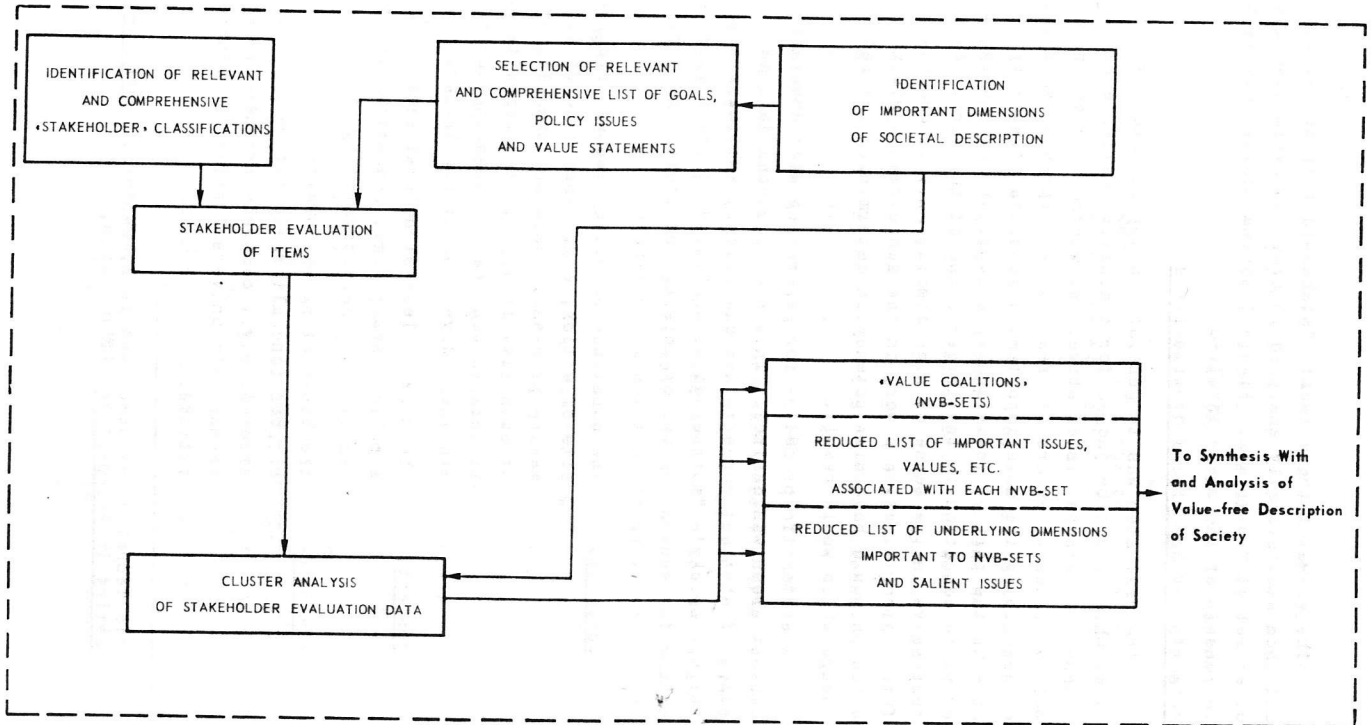 IDENTIFICATION OF RELEVANT
AND COMPREHENSIVE
‹STAKEHOLDER› CLASSIFICATIONS
SELECTION OF RELEVANT
AND COMPREHENSIVE LIST OF GOALS,
POLICY ISSUES
AND VALUE STATEMENTS
IDENTIFICATION
OF IMPORTANT DIMENSIONS
OF SOCIETAL DESCRIPTION
STAKEHOLDER EVALUATION
OF ITEMS
‹VALUE COALITIONS›
(NVB-SETS)
REDUCED LIST OF IMPORTANT ISSUES,
VALUES, ETC.
ASSOCIATED WITH EACH NVB-SET
REDUCED LIST OF UNDERLYING DIMENSIONS
IMPORTANT TO NVB-SETS
AND SALIENT ISSUES
To Synthesis With
and Analysis of
Value-free Description
of Society
CLUSTER ANALYSIS
OF STAKEHOLDER EVALUATION DATA